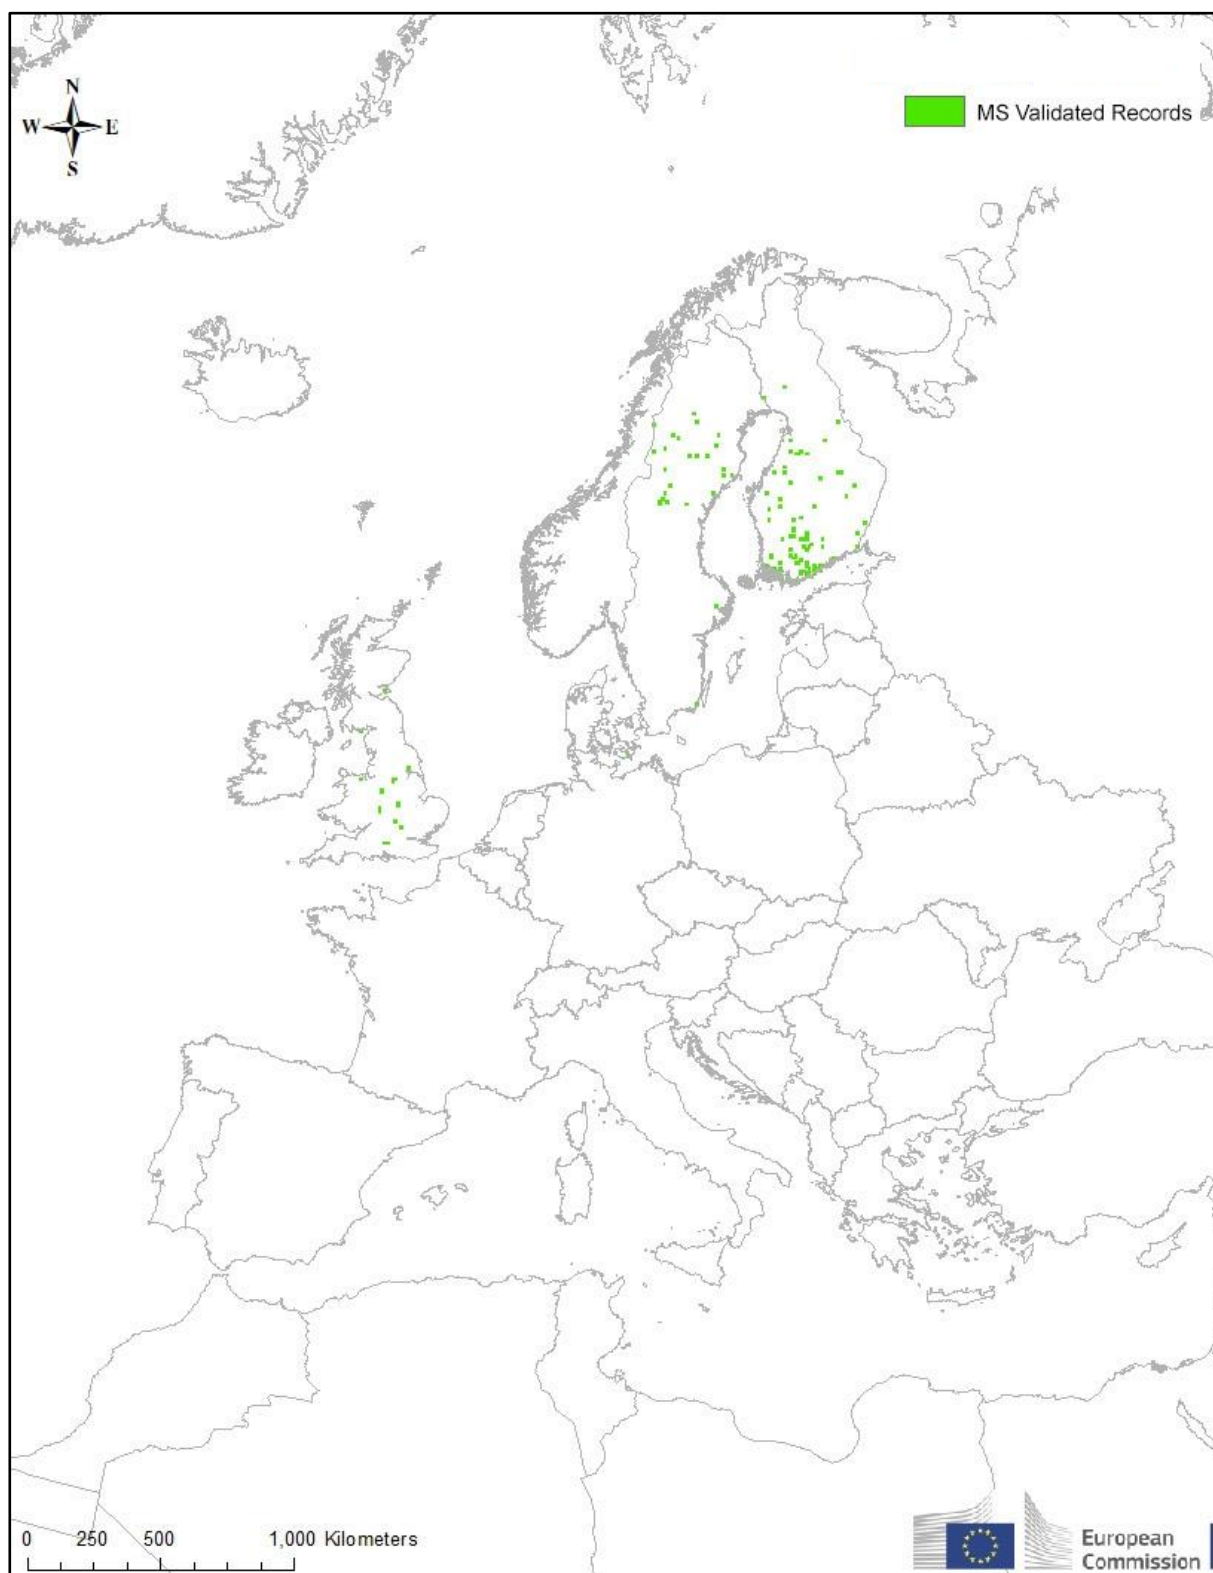 N
W E
S
MS Validated Records
0 250 500 1,000 Kilometers
European
Commission